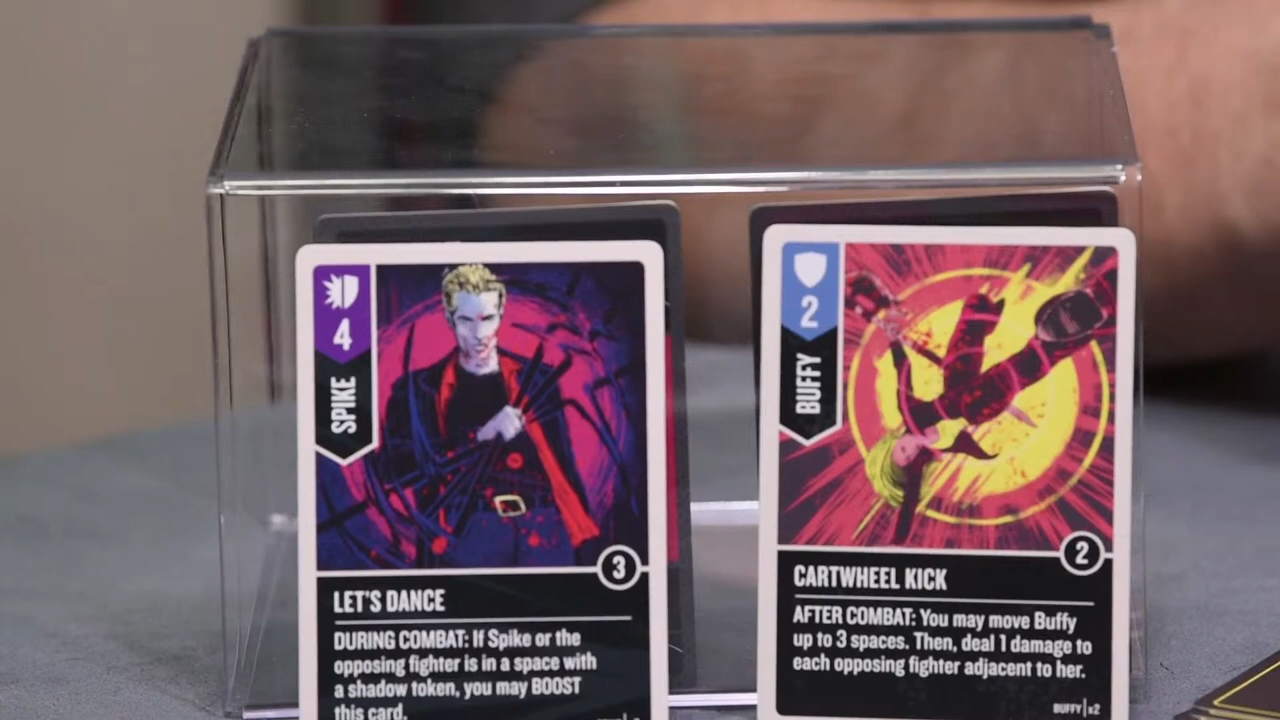 4
SPIKE
3
LET'S DANCE
DURING COMBAT: If Spike or the
opposing fighter is in a space with
a shadow token, you may BOOST
this card.
2
BUFFY
2
CARTWHEEL KICK
AFTER COMBAT: You may move Buffy
up to 3 spaces. Then, deal 1 damage to
each opposing fighter adjacent to her.
BUFFY | x2